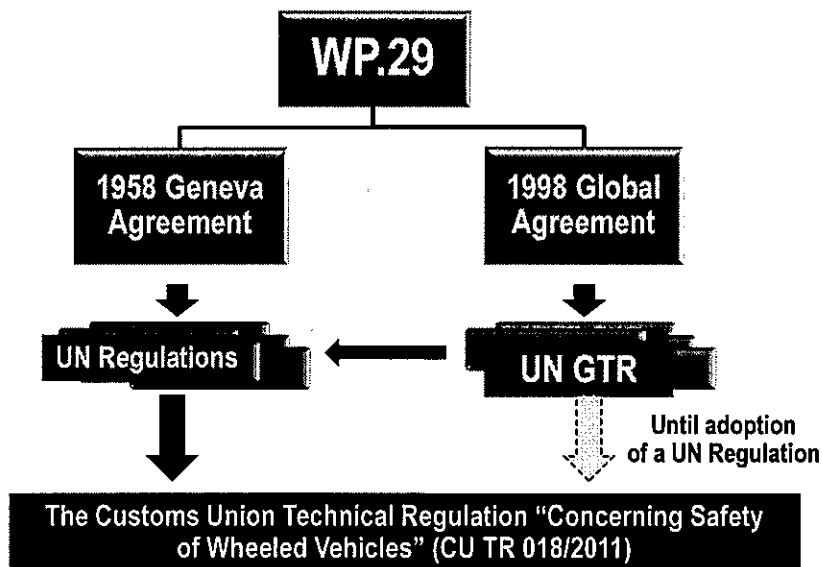 WP.29
1958 Geneva
Agreement
1998 Global
Agreement
UN Regulations
UN GTR
Until adoption
of a UN Regulation
The Customs Union Technical Regulation “Concerning Safety
of Wheeled Vehicles” (CU TR 018/2011)